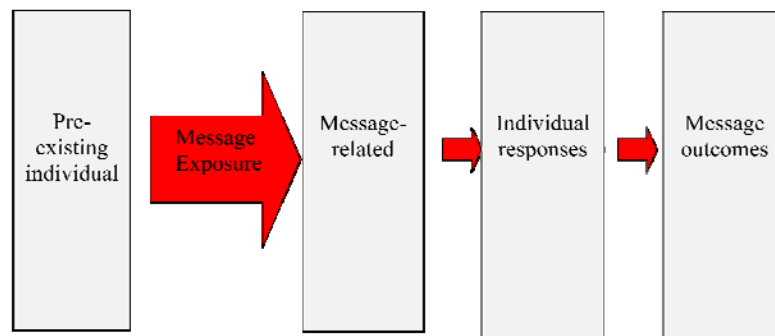 Pre-
existing
individual
Message
Exposure
Message-
related
Individual
responses
Message
outcomes